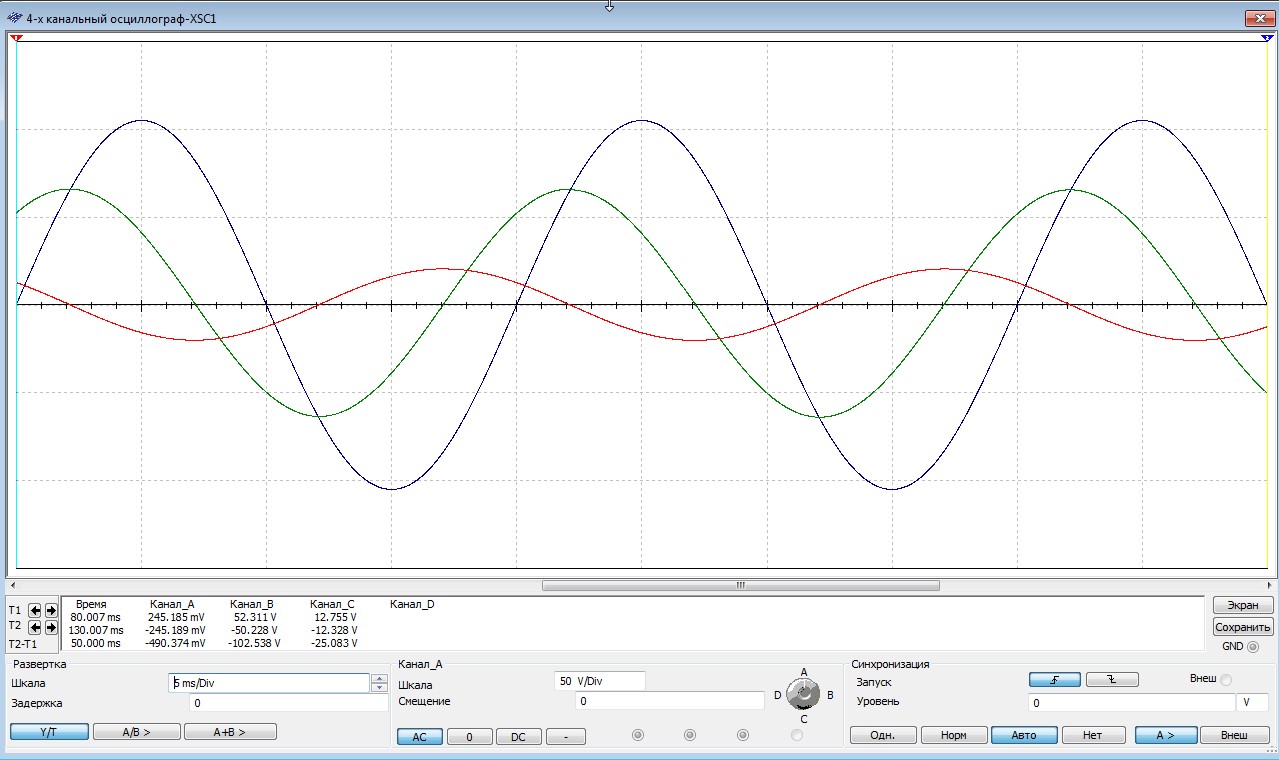 4-х канальный осциллограф-XSC1
T1
T2
T2-T1
Время Канал_A Канал_B Канал_C Канал_D
80.007 ms 245.185 mV 52.311 V 12.755 V
130.007 ms -245.189 mV -50.228 V -12.328 V
50.000 ms -490.374 mV -102.538 V -25.083 V
Экран
Сохранить
GND
Развертка
Шкала 5 ms/Div
Задержка 0
Y/T A/B > A+B >
Канал_A
Шкала 50 V/Div
Смещение 0
AC 0 DC -
A
D B
C
Синхронизация
Запуск Внеш
Уровень 0 V
Одн. Норм Авто Нет A > Внеш